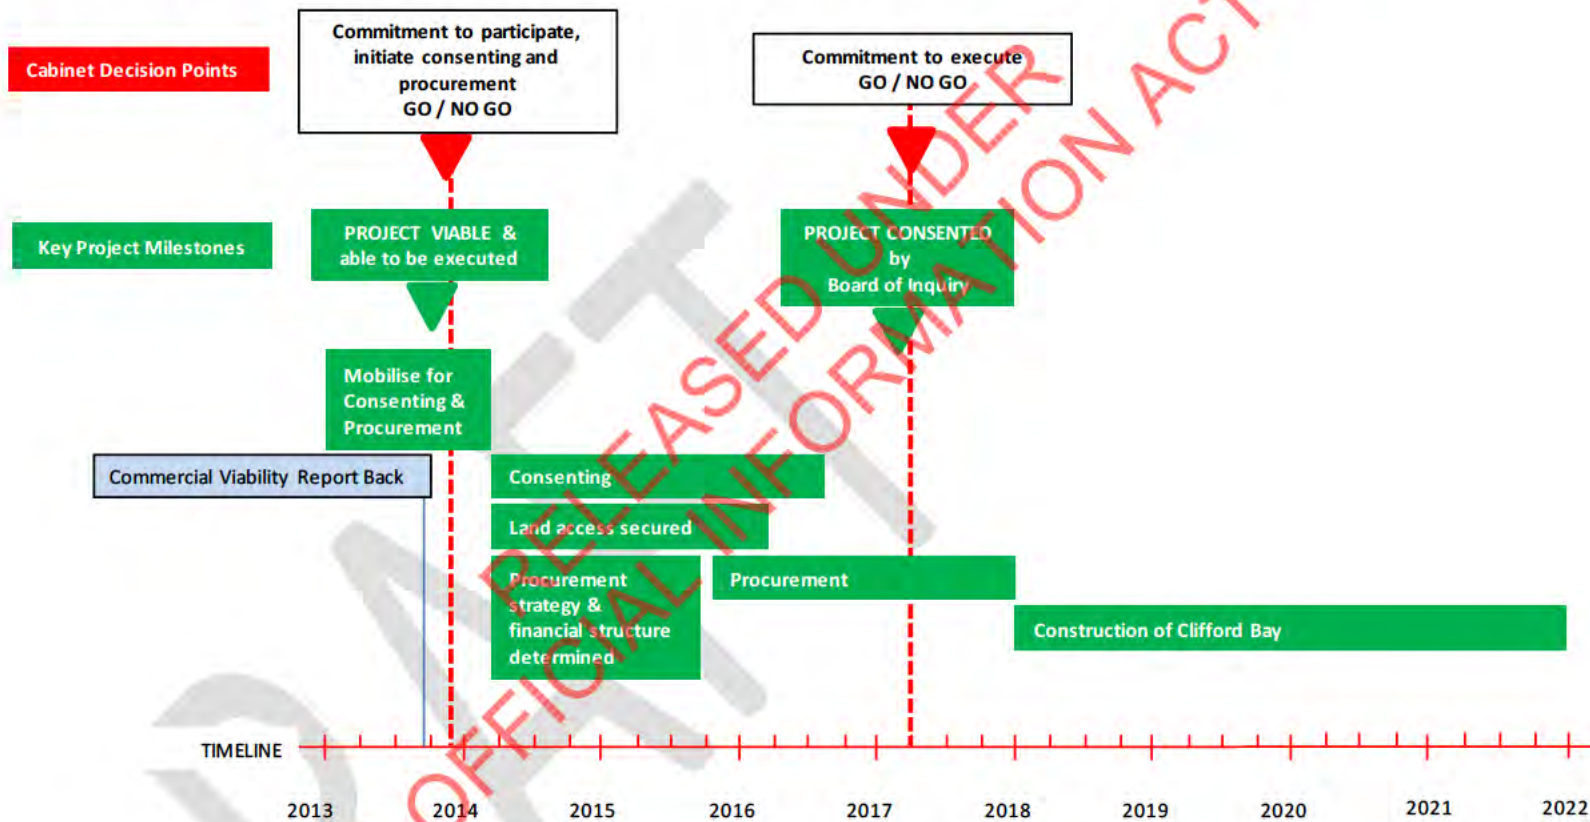 Cabinet Decision Points
Commitment to participate,
initiate consenting and
procurement
GO / NO GO
Commitment to execute
GO / NO GO
Key Project Milestones
PROJECT VIABLE &
able to be executed
PROJECT CONSENTED
by
Board of Inquiry
Mobilise for
Consenting &
Procurement
Commercial Viability Report Back
Consenting
Land access secured
Procurement
strategy &
financial structure
determined
Procurement
Construction of Clifford Bay
TIMELINE
2013 2014 2015 2016 2017 2018 2019 2020 2021 2022
DRAFT
RELEASED UNDER
OFFICIAL INFORMATION ACT